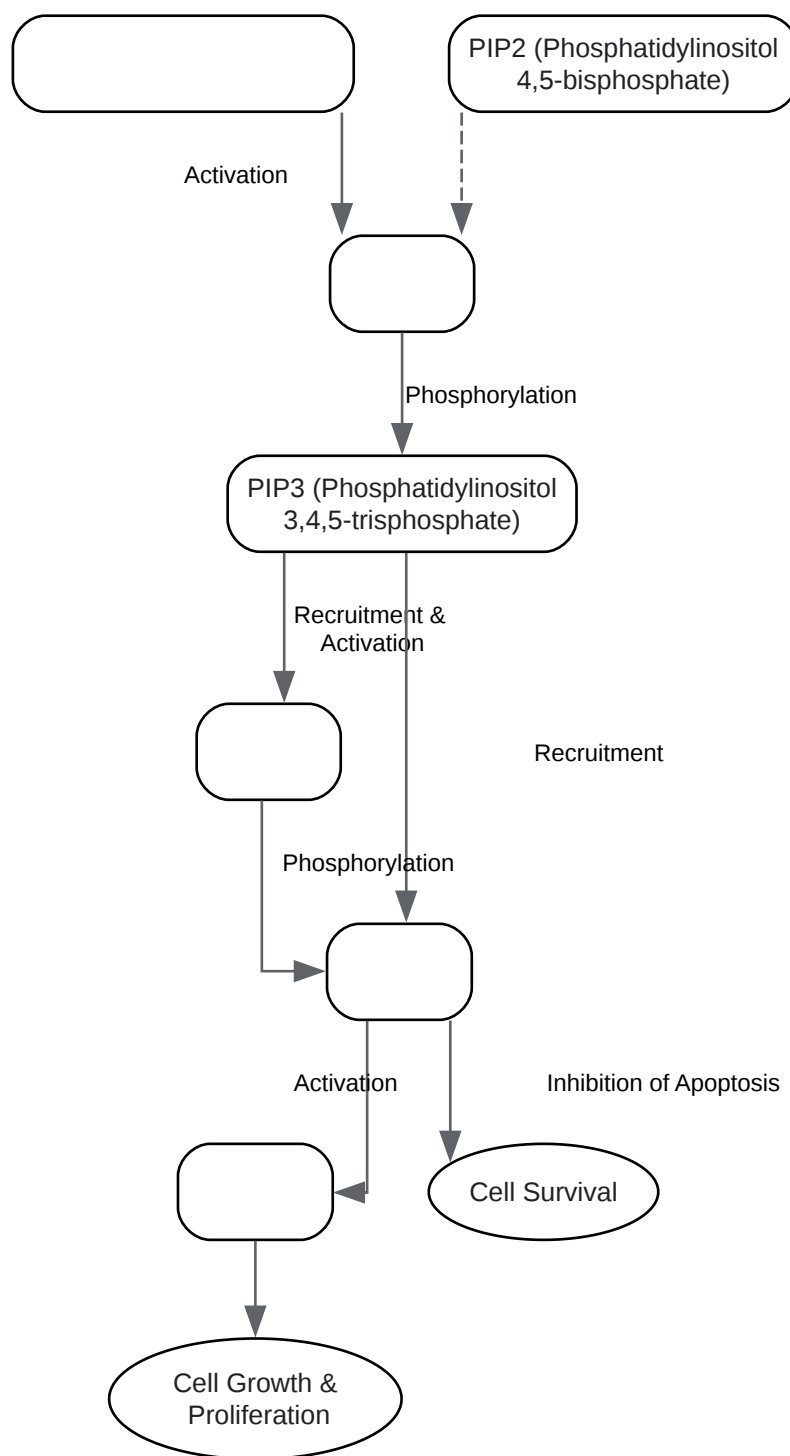 PIP2 (Phosphatidylinositol
4,5-bisphosphate)
Activation
Phosphorylation
PIP3 (Phosphatidylinositol
3,4,5-trisphosphate)
Recruitment &
Activation
Recruitment
Phosphorylation
Activation
Inhibition of Apoptosis
Cell Survival
Cell Growth &
Proliferation